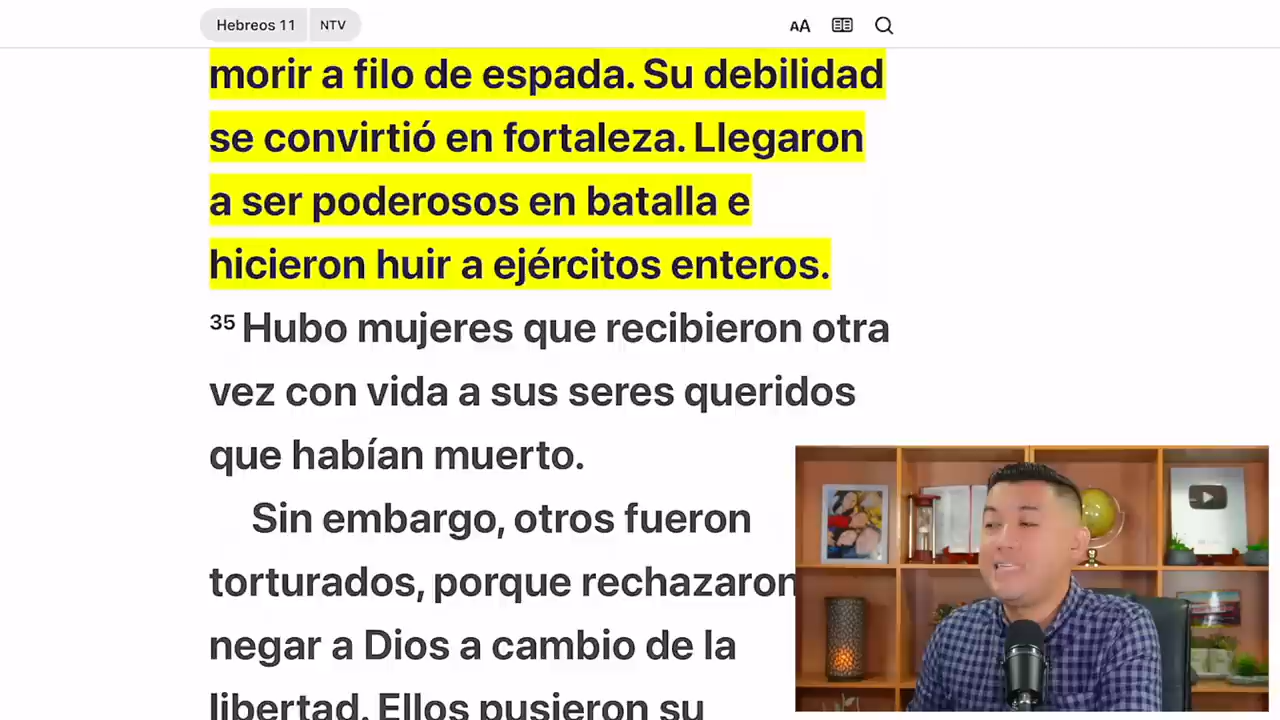 Hebreos 11 NTV AA
morir a filo de espada. Su debilidad
se convirtió en fortaleza. Llegaron
a ser poderosos en batalla e
hicieron huir a ejércitos enteros.
35 Hubo mujeres que recibieron otra
vez con vida a sus seres queridos
que habían muerto.
Sin embargo, otros fueron
torturados, porque rechazaron
negar a Dios a cambio de la
libertad. Ellos pusieron su